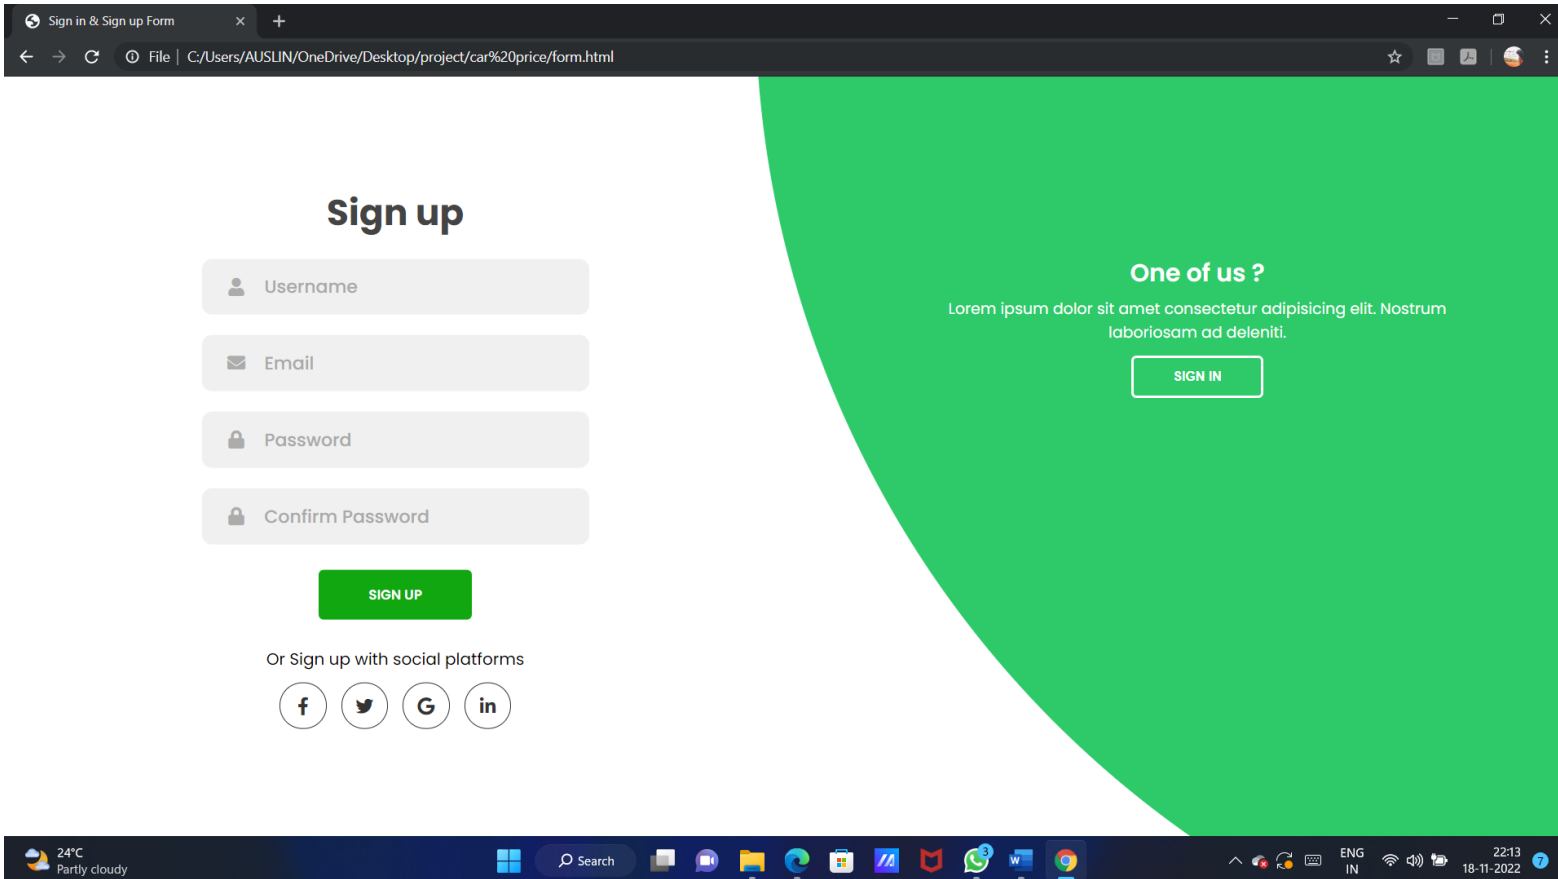 Sign in & Sign up Form
File | C:/Users/AUSLIN/OneDrive/Desktop/project/car%20price/form.html
Sign up
Username
Email
Password
Confirm Password
SIGN UP
Or Sign up with social platforms
f
G
in
One of us ?
Lorem ipsum dolor sit amet consectetur adipisicing elit. Nostrum
laboriosam ad deleniti.
SIGN IN
24°C
Partly cloudy
Search
3
W
ENG
IN
22:13
18-11-2022
7